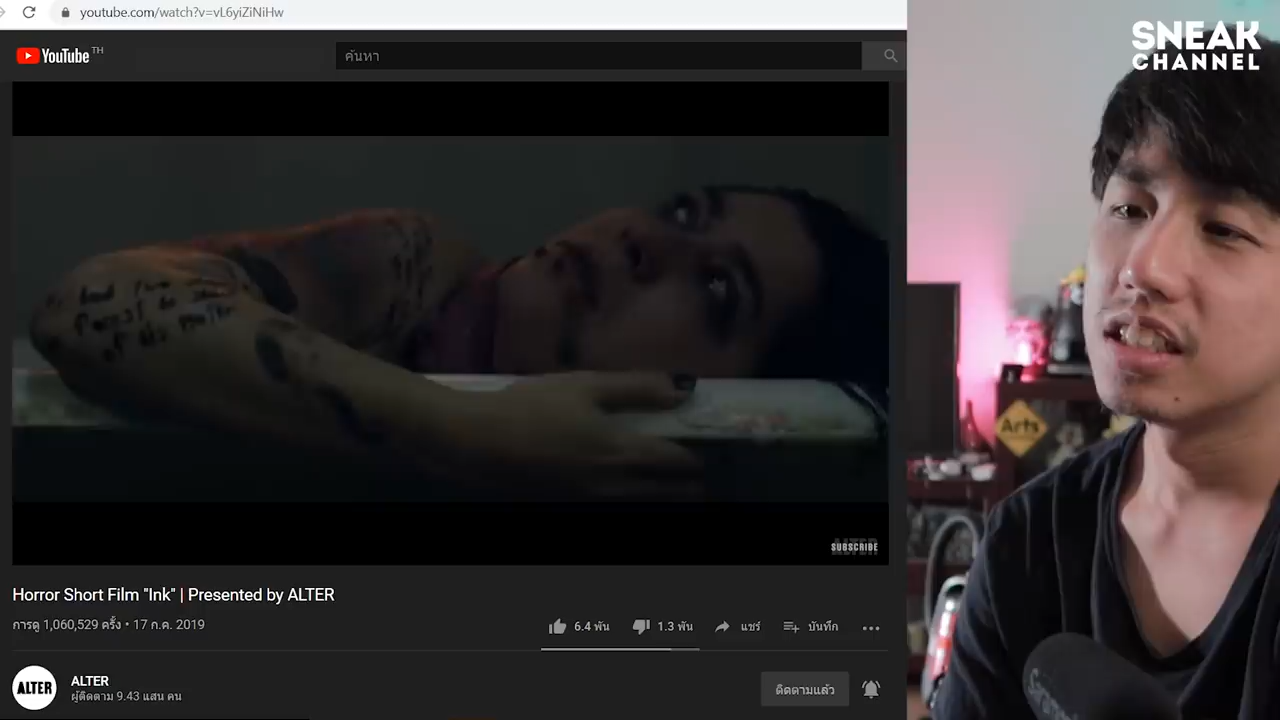 youtube.com/watch?v=vL6yiZiNiHw
YouTube TH
ค้นหา
SNEAK
CHANNEL
of his
Arts
SUBSCRIBE
Horror Short Film "Ink" | Presented by ALTER
การดู 1,060,529 ครั้ง • 17 ก.ค. 2019
6.4 พัน
1.3 พัน
แชร์
บันทึก
ALTER
ALTER
ผู้ติดตาม 9.43 แสน คน
ติดตามแล้ว